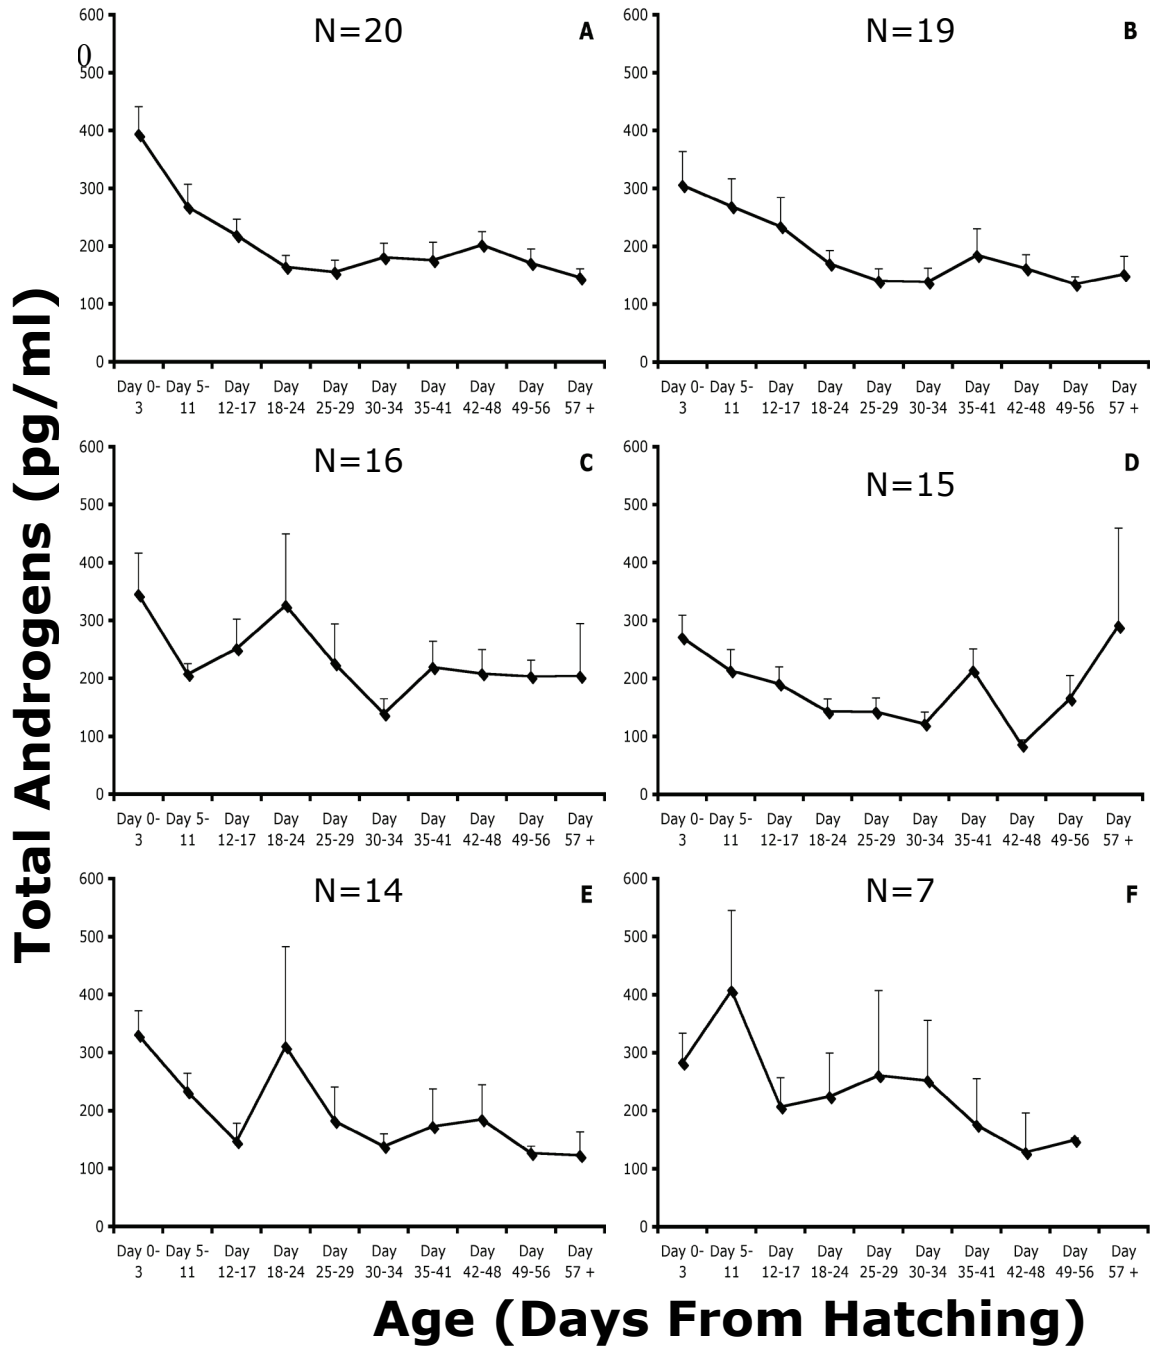 Total Androgens (pg/ml)
N=20
A
0
600
500
400
300
200
100
0
Day 0-3
Day 5-11
Day 12-17
Day 18-24
Day 25-29
Day 30-34
Day 35-41
Day 42-48
Day 49-56
Day 57 +
N=19
B
600
500
400
300
200
100
0
Day 0-3
Day 5-11
Day 12-17
Day 18-24
Day 25-29
Day 30-34
Day 35-41
Day 42-48
Day 49-56
Day 57 +
N=16
C
600
500
400
300
200
100
0
Day 0-3
Day 5-11
Day 12-17
Day 18-24
Day 25-29
Day 30-34
Day 35-41
Day 42-48
Day 49-56
Day 57 +
N=15
D
600
500
400
300
200
100
0
Day 0-3
Day 5-11
Day 12-17
Day 18-24
Day 25-29
Day 30-34
Day 35-41
Day 42-48
Day 49-56
Day 57 +
N=14
E
600
500
400
300
200
100
0
Day 0-3
Day 5-11
Day 12-17
Day 18-24
Day 25-29
Day 30-34
Day 35-41
Day 42-48
Day 49-56
Day 57 +
N=7
F
600
500
400
300
200
100
0
Day 0-3
Day 5-11
Day 12-17
Day 18-24
Day 25-29
Day 30-34
Day 35-41
Day 42-48
Day 49-56
Day 57 +
Age (Days From Hatching)